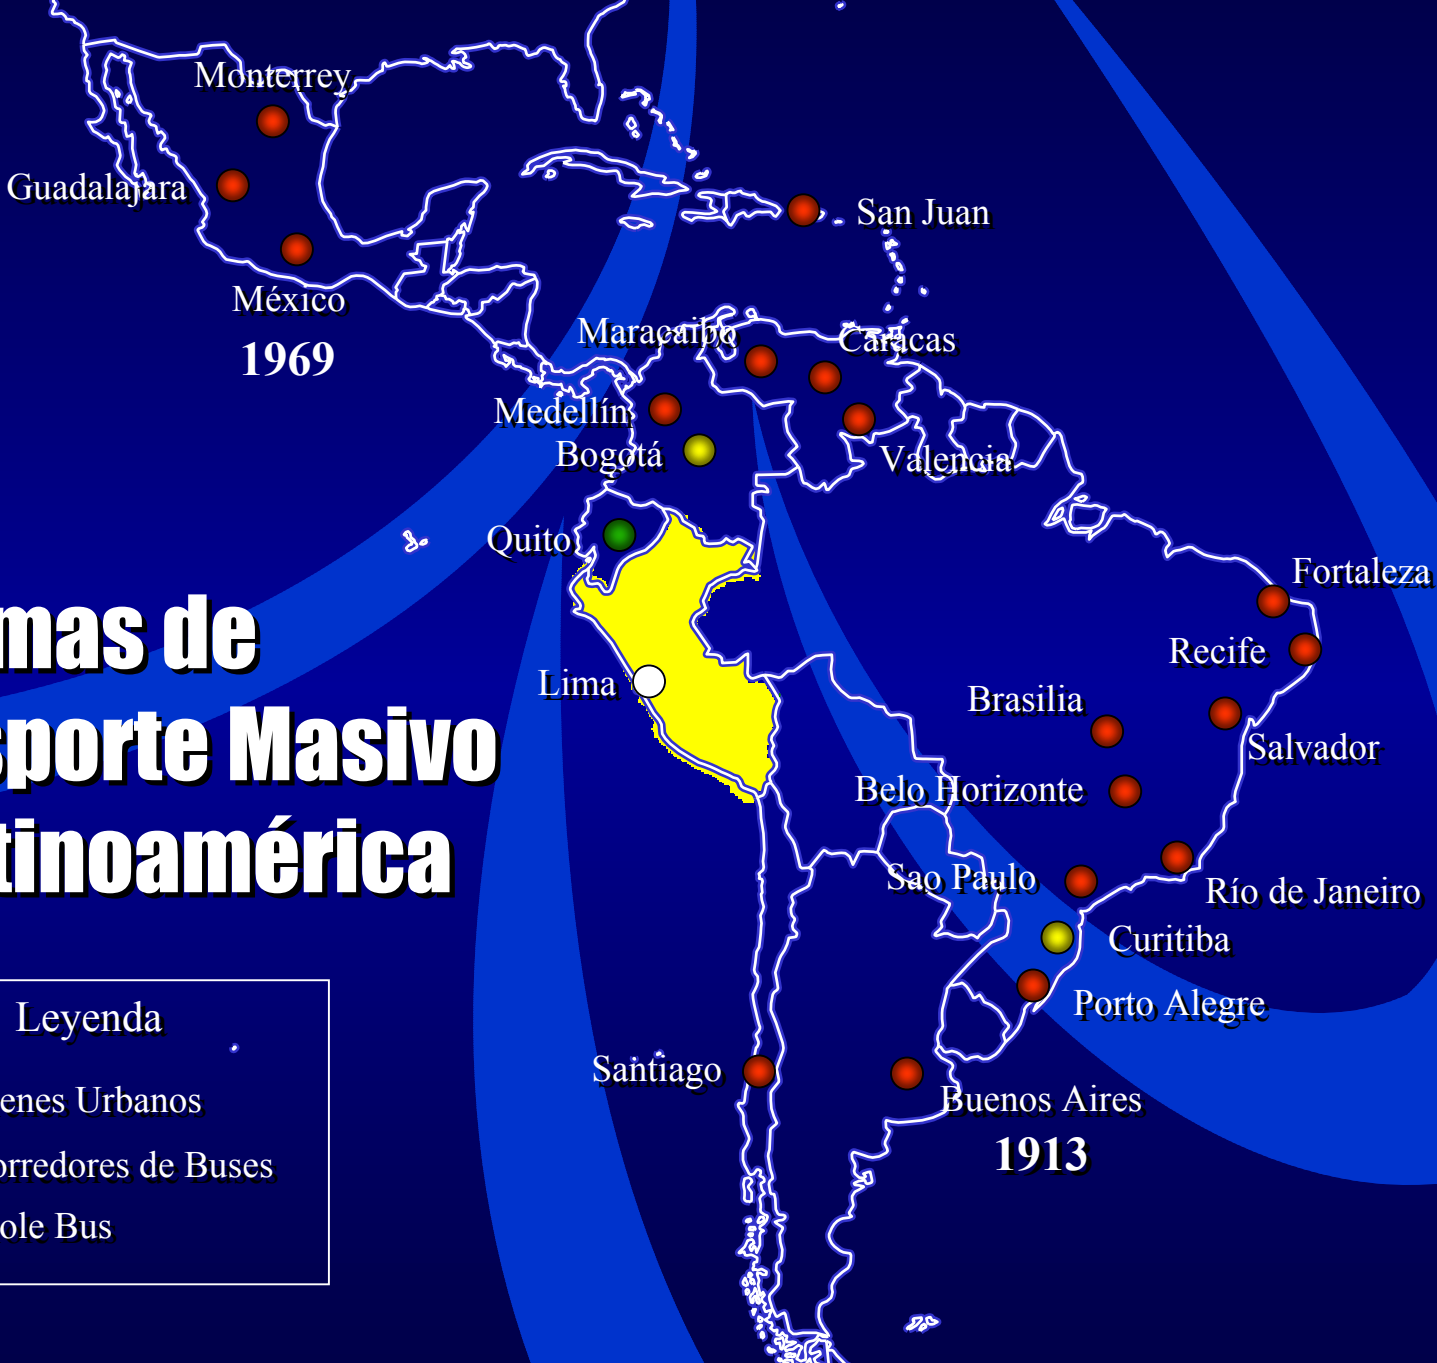 Monterrey
Guadalajara
San Juan
México
1969
Maracaibo
Caracas
Medellín
Bogotá
Valencia
Quito
Fortaleza
mas de
Recife
Lima
Brasilia
sporte Masivo
Salvador
Belo Horizonte
tinoamérica
Sao Paulo
Río de Janeiro
Curitiba
Porto Alegre
Leyenda
Santiago
enes Urbanos
Buenos Aires
1913
orredores de Buses
ole Bus